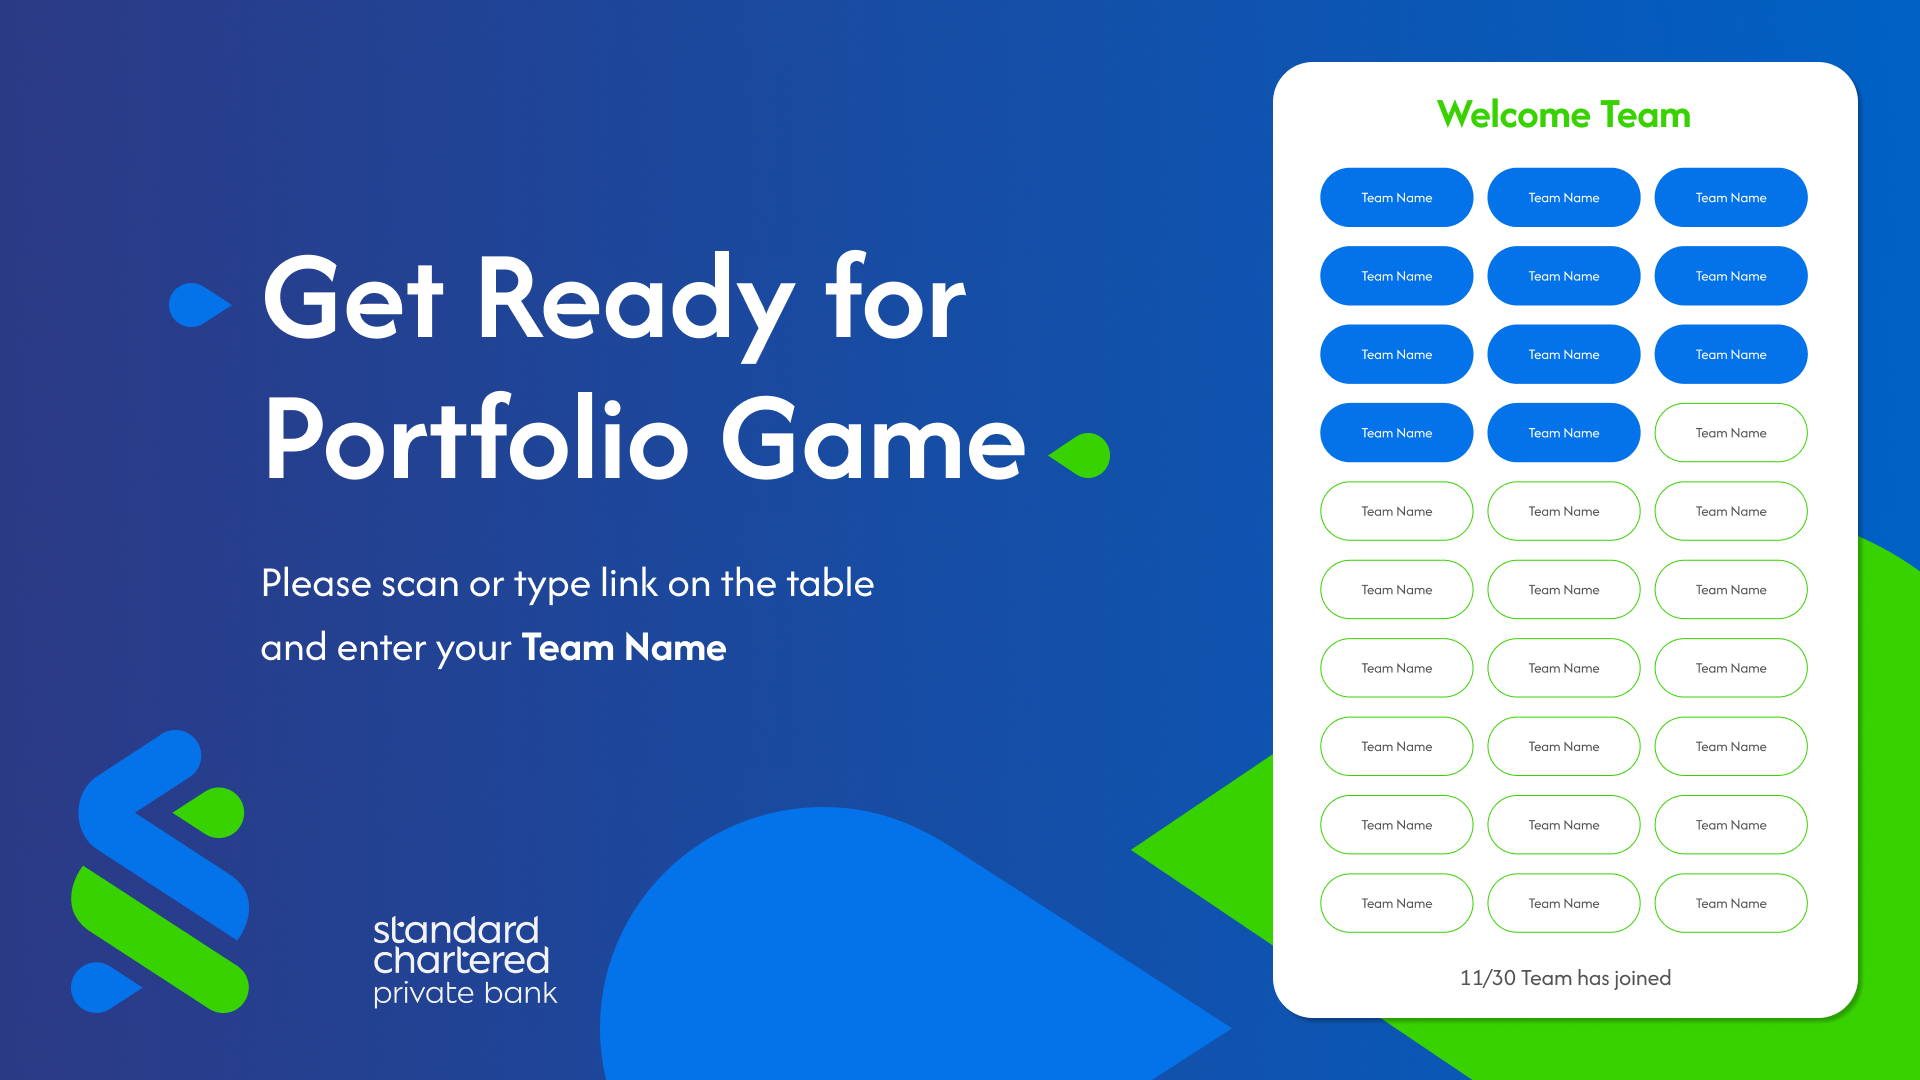 Get Ready for
Portfolio Game
Please scan or type link on the table
and enter your Team Name
standard
chartered
private bank
Welcome Team
Team Name Team Name Team Name
Team Name Team Name Team Name
Team Name Team Name Team Name
Team Name Team Name Team Name
Team Name Team Name Team Name
Team Name Team Name Team Name
Team Name Team Name Team Name
Team Name Team Name Team Name
Team Name Team Name Team Name
Team Name Team Name Team Name
11/30 Team has joined